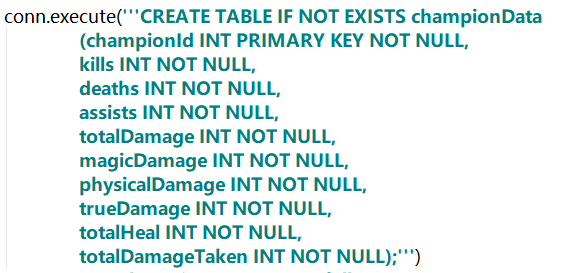 conn.execute('''CREATE TABLE IF NOT EXISTS championData
(championId INT PRIMARY KEY NOT NULL,
kills INT NOT NULL,
deaths INT NOT NULL,
assists INT NOT NULL,
totalDamage INT NOT NULL,
magicDamage INT NOT NULL,
physicalDamage INT NOT NULL,
trueDamage INT NOT NULL,
totalHeal INT NOT NULL,
totalDamageTaken INT NOT NULL);''')